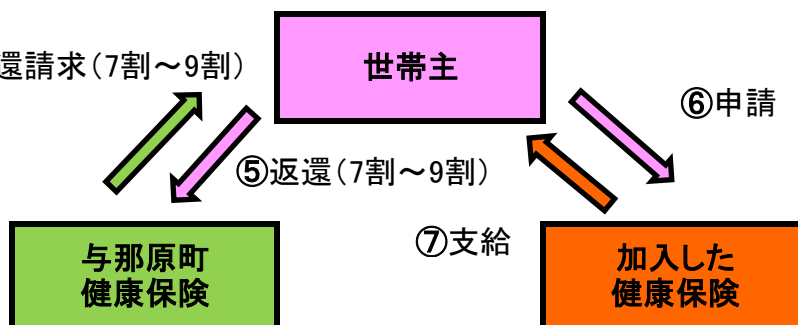 還請求（7割～9割）
世帯主
⑥申請
⑤返還（7割～9割）
⑦支給
与那原町
健康保険
加入した
健康保険